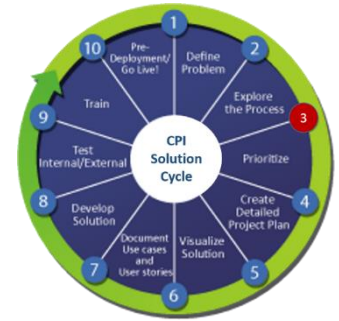 1
Define
Problem
2
Explore
the Process
3
Prioritize
4
Create
Detailed
Project Plan
5
Visualize
Solution
6
Document
Use cases
and
User stories
7
Develop
Solution
8
Test
Internal/External
9
Train
10
Pre-
Deployment/
Go Live!
CPI
Solution
Cycle